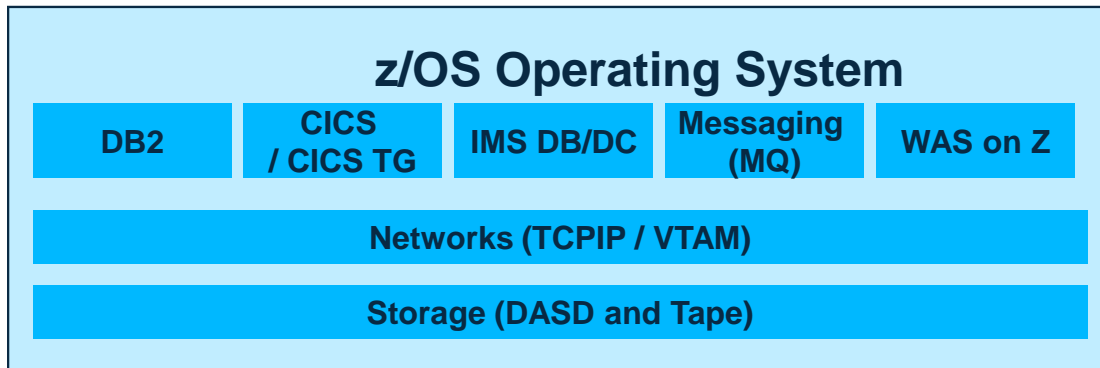 z/OS Operating System
DB2
CICS
/ CICS TG
IMS DB/DC
Messaging
(MQ)
WAS on Z
Networks (TCPIP / VTAM)
Storage (DASD and Tape)